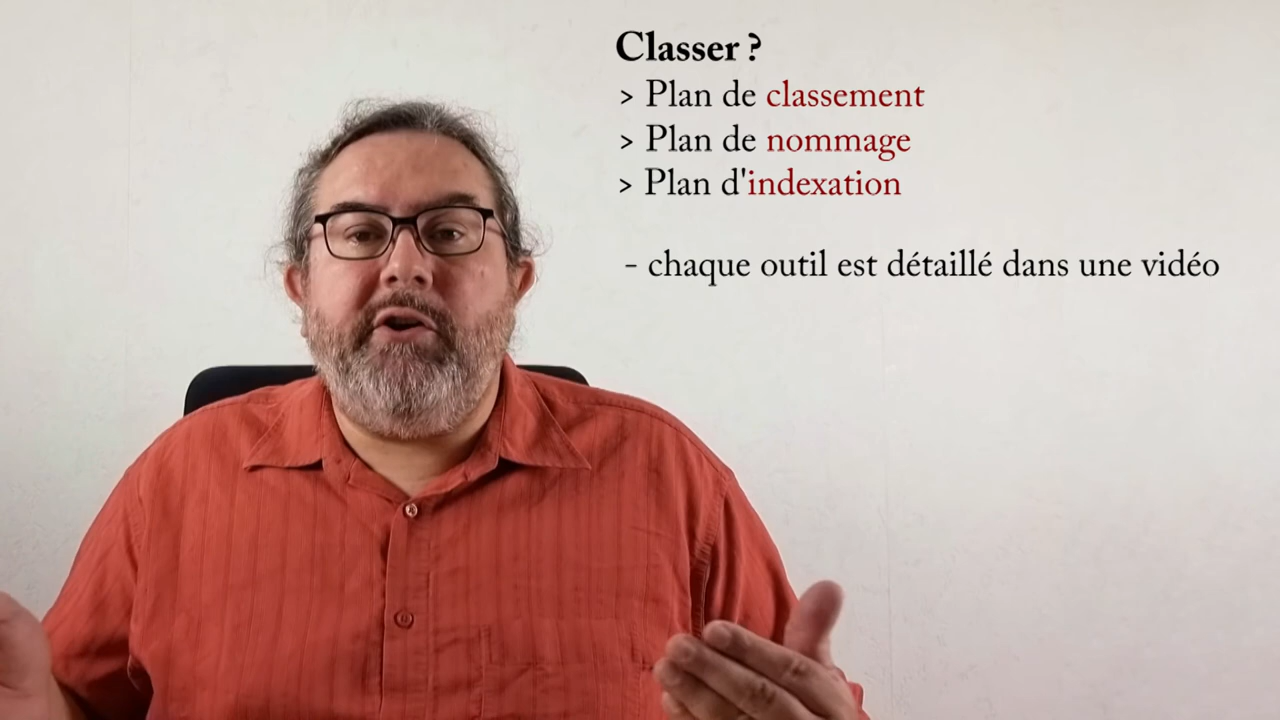 Classer ?
> Plan de classement
> Plan de nommage
> Plan d'indexation
- chaque outil est détaillé dans une vidéo